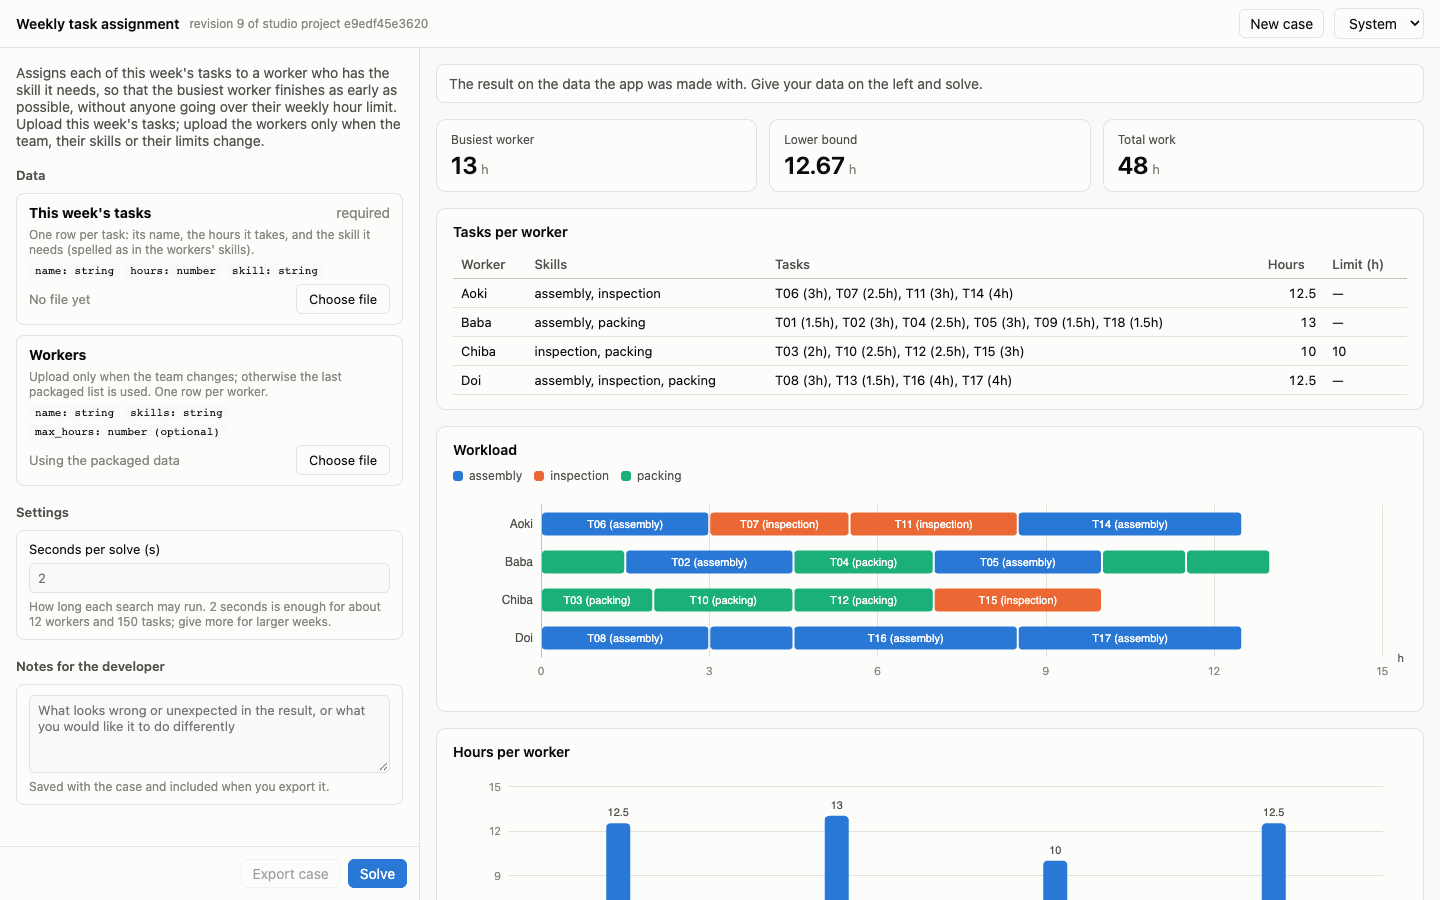 Weekly task assignment revision 9 of studio project e9edf45e3620
New case System
Assigns each of this week's tasks to a worker who has the
skill it needs, so that the busiest worker finishes as early as
possible, without anyone going over their weekly hour limit.
Upload this week's tasks; upload the workers only when the
team, their skills or their limits change.
Data
This week's tasks required
One row per task: its name, the hours it takes, and the skill it
needs (spelled as in the workers' skills).
name: string hours: number skill: string
No file yet Choose file
Workers
Upload only when the team changes; otherwise the last
packaged list is used. One row per worker.
name: string skills: string
max_hours: number (optional)
Using the packaged data Choose file
Settings
Seconds per solve (s)
2
How long each search may run. 2 seconds is enough for about
12 workers and 150 tasks; give more for larger weeks.
Notes for the developer
What looks wrong or unexpected in the result, or what
you would like it to do differently
Saved with the case and included when you export it.
Export case Solve
The result on the data the app was made with. Give your data on the left and solve.
Busiest worker
13 h
Lower bound
12.67 h
Total work
48 h
Tasks per worker
Worker Skills Tasks Hours Limit (h)
Aoki assembly, inspection T06 (3h), T07 (2.5h), T11 (3h), T14 (4h) 12.5 —
Baba assembly, packing T01 (1.5h), T02 (3h), T04 (2.5h), T05 (3h), T09 (1.5h), T18 (1.5h) 13 —
Chiba inspection, packing T03 (2h), T10 (2.5h), T12 (2.5h), T15 (3h) 10 10
Doi assembly, inspection, packing T08 (3h), T13 (1.5h), T16 (4h), T17 (4h) 12.5 —
Workload
assembly inspection packing
Aoki T06 (assembly) T07 (inspection) T11 (inspection) T14 (assembly)
Baba T02 (assembly) T04 (packing) T05 (assembly)
Chiba T03 (packing) T10 (packing) T12 (packing) T15 (inspection)
Doi T08 (assembly) T16 (assembly) T17 (assembly)
h
0 3 6 9 12 15
Hours per worker
15
12.5 13 12.5
12
10
9